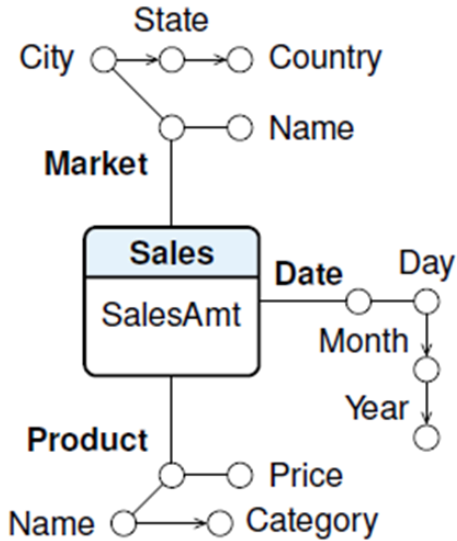 State
City
Country
Name
Market
Sales
Date
Day
SalesAmt
Month
Year
Product
Price
Name
Category